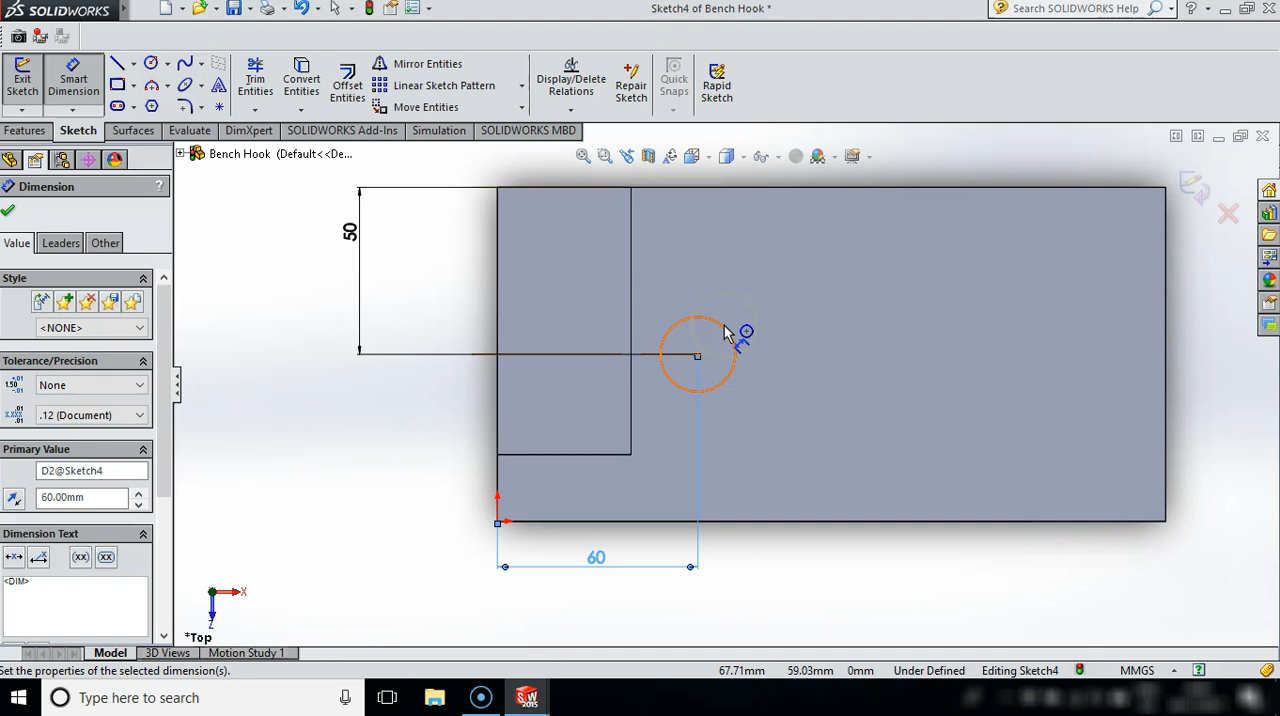 SOLIDWORKS
Sketch4 of Bench Hook *
Search SOLIDWORKS Help
Exit Sketch
Smart Dimension
Trim Entities
Convert Entities
Offset Entities
Mirror Entities
Linear Sketch Pattern
Move Entities
Display/Delete Relations
Repair Sketch
Quick Snaps
Rapid Sketch
Features
Sketch
Surfaces
Evaluate
DimXpert
SOLIDWORKS Add-Ins
Simulation
SOLIDWORKS MBD
Bench Hook (Default<<De...
Dimension
?
Value
Leaders
Other
Style
<NONE>
Tolerance/Precision
None
.12 (Document)
Primary Value
D2@Sketch4
60.00mm
Dimension Text
(xx)
(xx)
<DIM>
50
60
X
Z
*Top
Model
3D Views
Motion Study 1
Set the properties of the selected dimension(s).
67.71mm
59.03mm
0mm
Under Defined
Editing Sketch4
MMGS
Type here to search
SW
2015